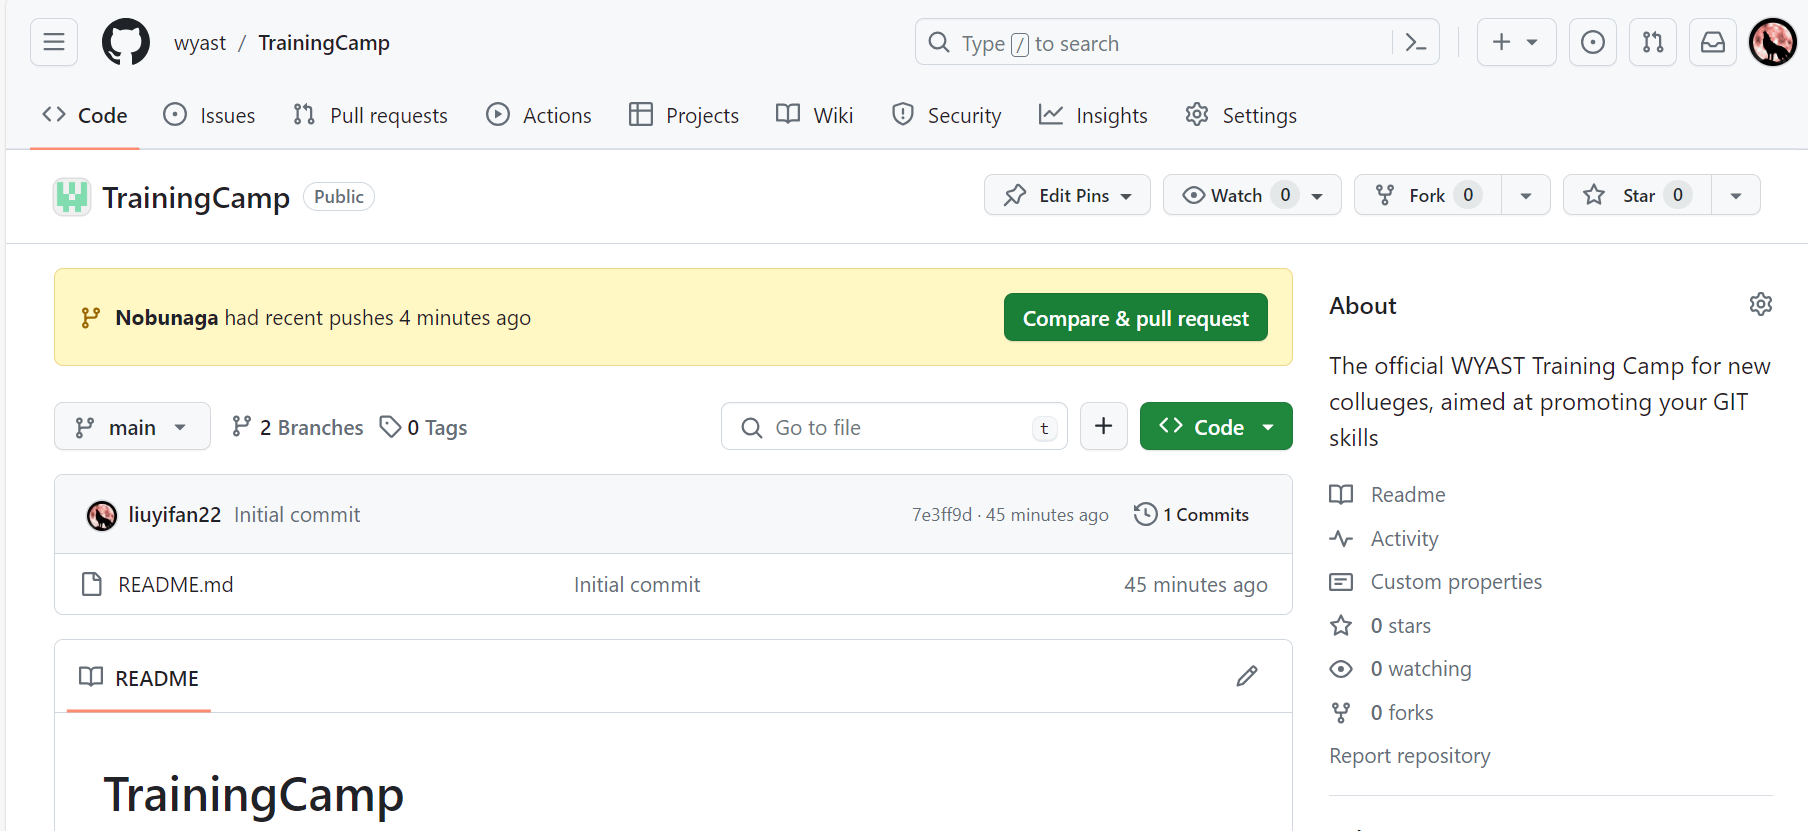 wyast / TrainingCamp
Type / to search
Code Issues Pull requests Actions Projects Wiki Security Insights Settings
TrainingCamp Public
Edit Pins Watch 0 Fork 0 Star 0
Nobunaga had recent pushes 4 minutes ago
Compare & pull request
main 2 Branches 0 Tags
Go to file t
Code
liuyifan22 Initial commit
7e3ff9d · 45 minutes ago
1 Commits
README.md Initial commit 45 minutes ago
README
TrainingCamp
About
The official WYAST Training Camp for new
collueges, aimed at promoting your GIT
skills
Readme
Activity
Custom properties
0 stars
0 watching
0 forks
Report repository